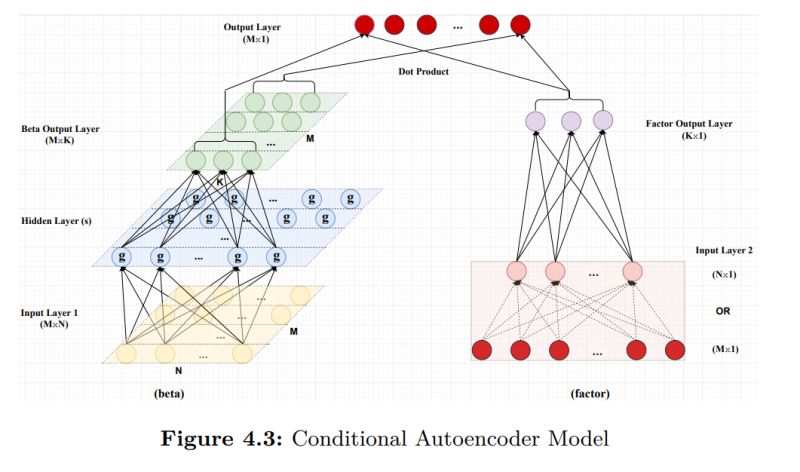 Output Layer
(M×1)
...
Dot Product
Beta Output Layer
(M×K)
...
M
K
Factor Output Layer
(K×1)
Hidden Layer (s)
g g ... g g
g g ... g g
...
g g ... g g
Input Layer 1
(M×N)
...
...
M
...
N
(beta)
Input Layer 2
(N×1)
...
OR
(M×1)
...
(factor)
Figure 4.3: Conditional Autoencoder Model